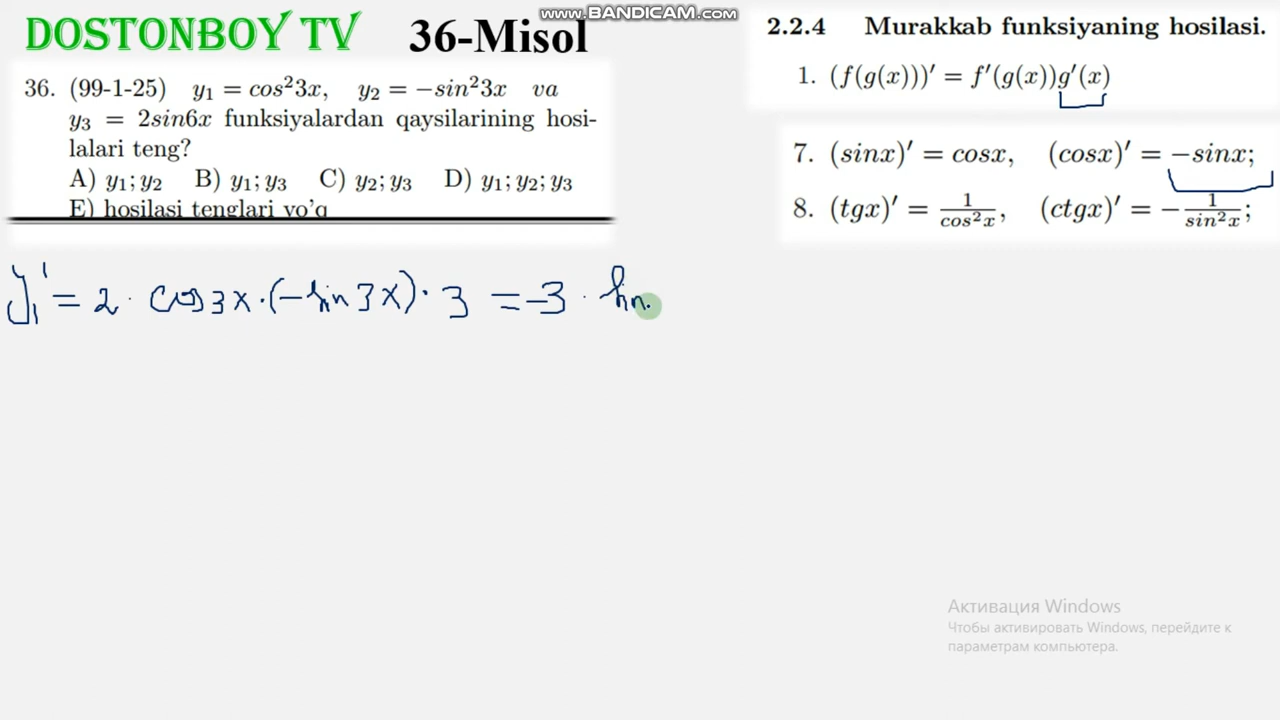 www.BANDICAM.com
DOSTONBOY TV 36-Misol
36. (99-1-25) y₁ = cos²3x, y₂ = −sin²3x va
y₃ = 2sin6x funksiyalardan qaysilarining hosi-
lalari teng?
A) y₁; y₂ B) y₁; y₃ C) y₂; y₃ D) y₁; y₂; y₃
E) hosilasi tenglari yo'q
2.2.4 Murakkab funksiyaning hosilasi.
1. (f(g(x)))′ = f′(g(x))g′(x)
7. (sinx)′ = cosx, (cosx)′ = −sinx;
8. (tgx)′ = 1/cos²x, (ctgx)′ = −1/sin²x;
y₁′ = 2 · cos3x · (−sin3x) · 3 = −3 · sin
Активация Windows
Чтобы активировать Windows, перейдите к
параметрам компьютера.